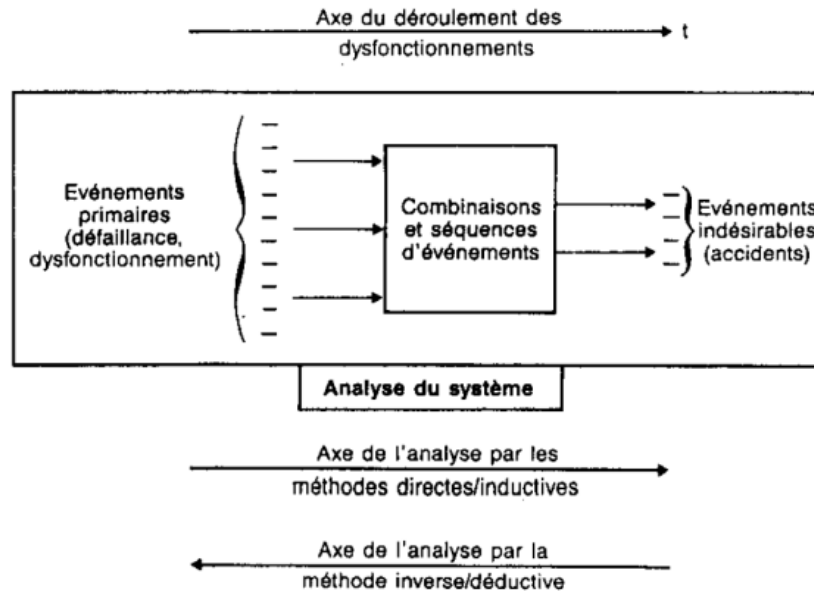 Axe du déroulement des
dysfonctionnements
t
Evénements
primaires
(défaillance,
dysfonctionnement)
Combinaisons
et séquences
d'événements
Evénements
indésirables
(accidents)
Analyse du système
Axe de l'analyse par les
méthodes directes/inductives
Axe de l'analyse par la
méthode inverse/déductive